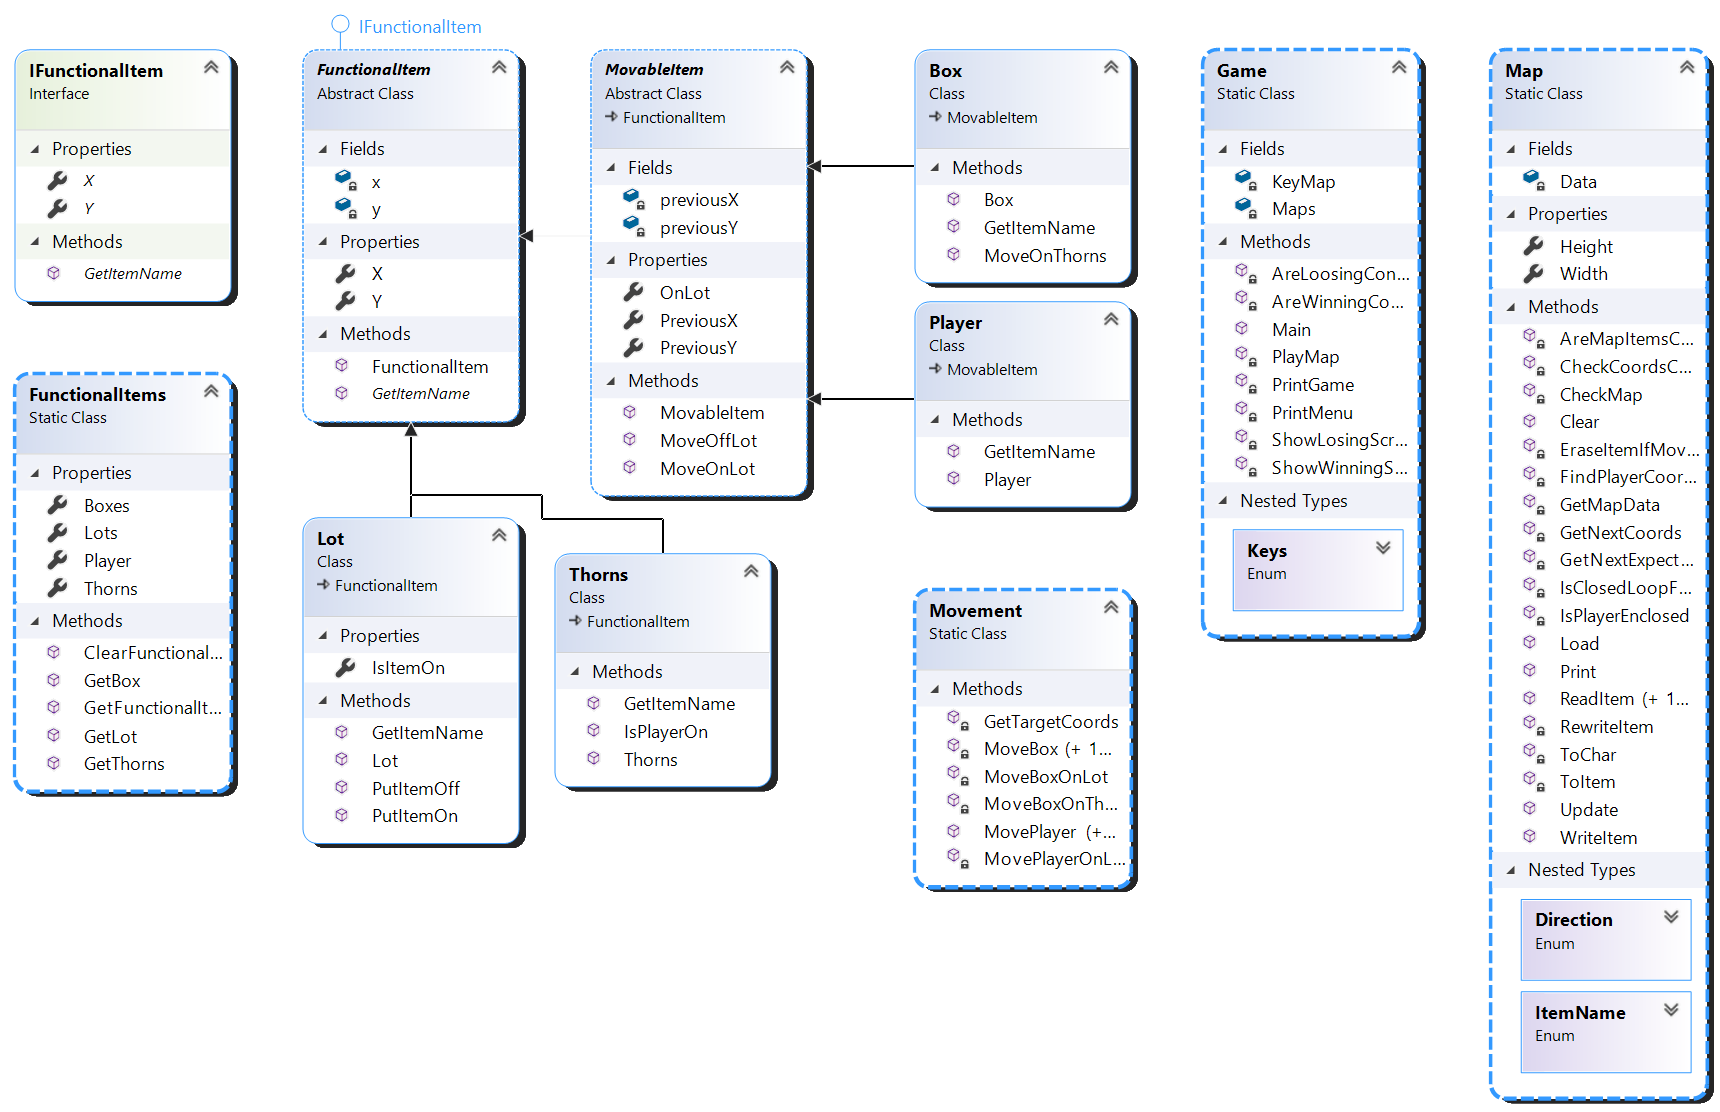 IFunctionalItem
IFunctionalItem
Interface
Properties
X
Y
Methods
GetItemName
FunctionalItems
Static Class
Properties
Boxes
Lots
Player
Thorns
Methods
ClearFunctional...
GetBox
GetFunctionalIt...
GetLot
GetThorns
FunctionalItem
Abstract Class
Fields
x
y
Properties
X
Y
Methods
FunctionalItem
GetItemName
Lot
Class
FunctionalItem
Properties
IsItemOn
Methods
GetItemName
Lot
PutItemOff
PutItemOn
MovableItem
Abstract Class
FunctionalItem
Fields
previousX
previousY
Properties
OnLot
PreviousX
PreviousY
Methods
MovableItem
MoveOffLot
MoveOnLot
Thorns
Class
FunctionalItem
Methods
GetItemName
IsPlayerOn
Thorns
Box
Class
MovableItem
Methods
Box
GetItemName
MoveOnThorns
Player
Class
MovableItem
Methods
GetItemName
Player
Movement
Static Class
Methods
GetTargetCoords
MoveBox (+ 1...
MoveBoxOnLot
MoveBoxOnTh...
MovePlayer (+...
MovePlayerOnL...
Game
Static Class
Fields
KeyMap
Maps
Methods
AreLoosingCon...
AreWinningCo...
Main
PlayMap
PrintGame
PrintMenu
ShowLosingScr...
ShowWinningS...
Nested Types
Keys
Enum
Map
Static Class
Fields
Data
Properties
Height
Width
Methods
AreMapItemsC...
CheckCoordsC...
CheckMap
Clear
EraseItemIfMov...
FindPlayerCoor...
GetMapData
GetNextCoords
GetNextExpect...
IsClosedLoopF...
IsPlayerEnclosed
Load
Print
ReadItem (+ 1...
RewriteItem
ToChar
ToItem
Update
WriteItem
Nested Types
Direction
Enum
ItemName
Enum